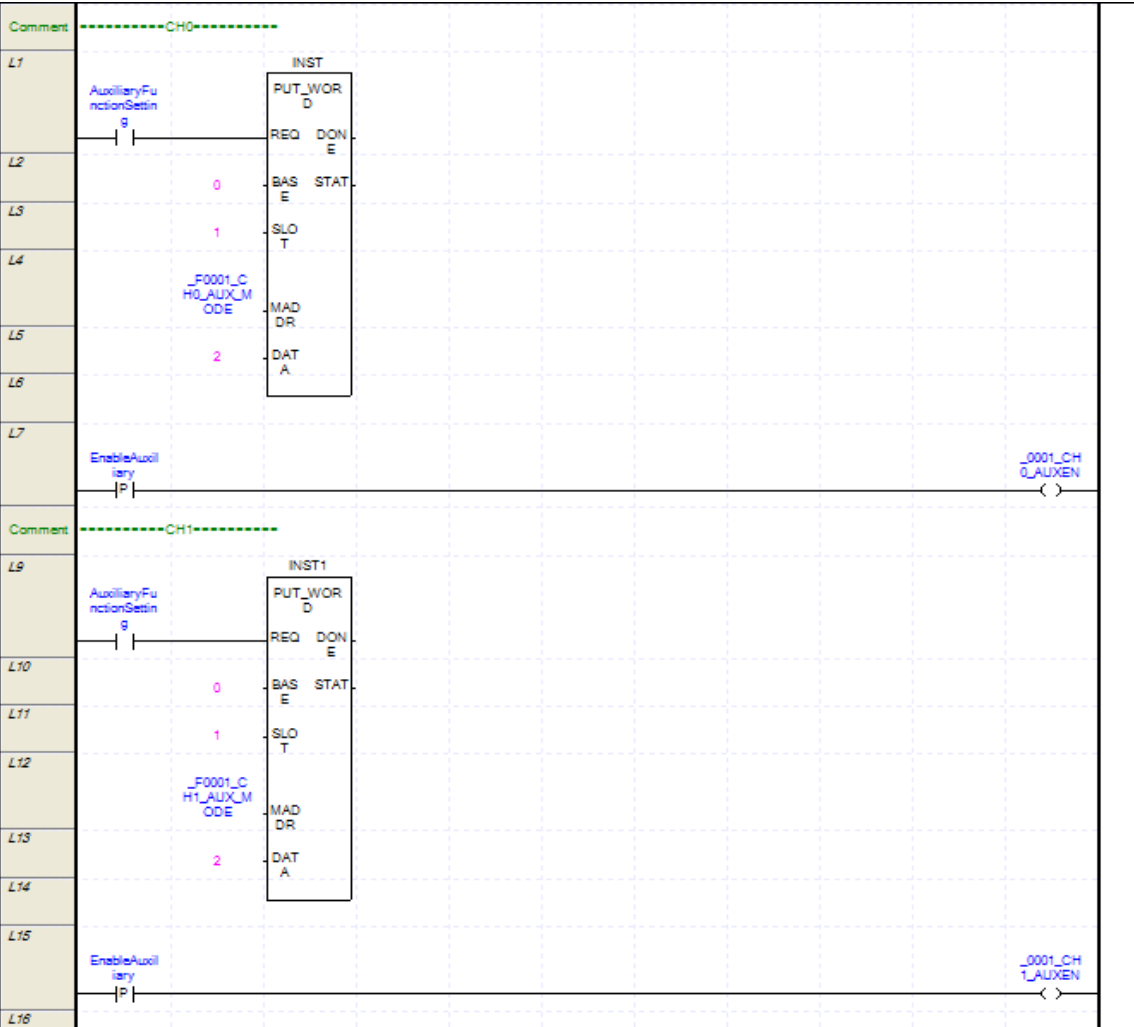 Comment ----------CH0----------
L1
INST
AuxiliaryFu
nctionSettin
g
PUT_WOR
D
REQ DON
E
L2
0 BAS STAT
E
L3
1 SLO
T
L4
_F0001_C
H0_AUX_M
ODE
MAD
DR
L5
2 DAT
A
L6
L7
EnableAuxil
iary
P
_0001_CH
0_AUXEN
Comment ----------CH1----------
L9
INST1
AuxiliaryFu
nctionSettin
g
PUT_WOR
D
REQ DON
E
L10
0 BAS STAT
E
L11
1 SLO
T
L12
_F0001_C
H1_AUX_M
ODE
MAD
DR
L13
2 DAT
A
L14
L15
EnableAuxil
iary
P
_0001_CH
1_AUXEN
L16